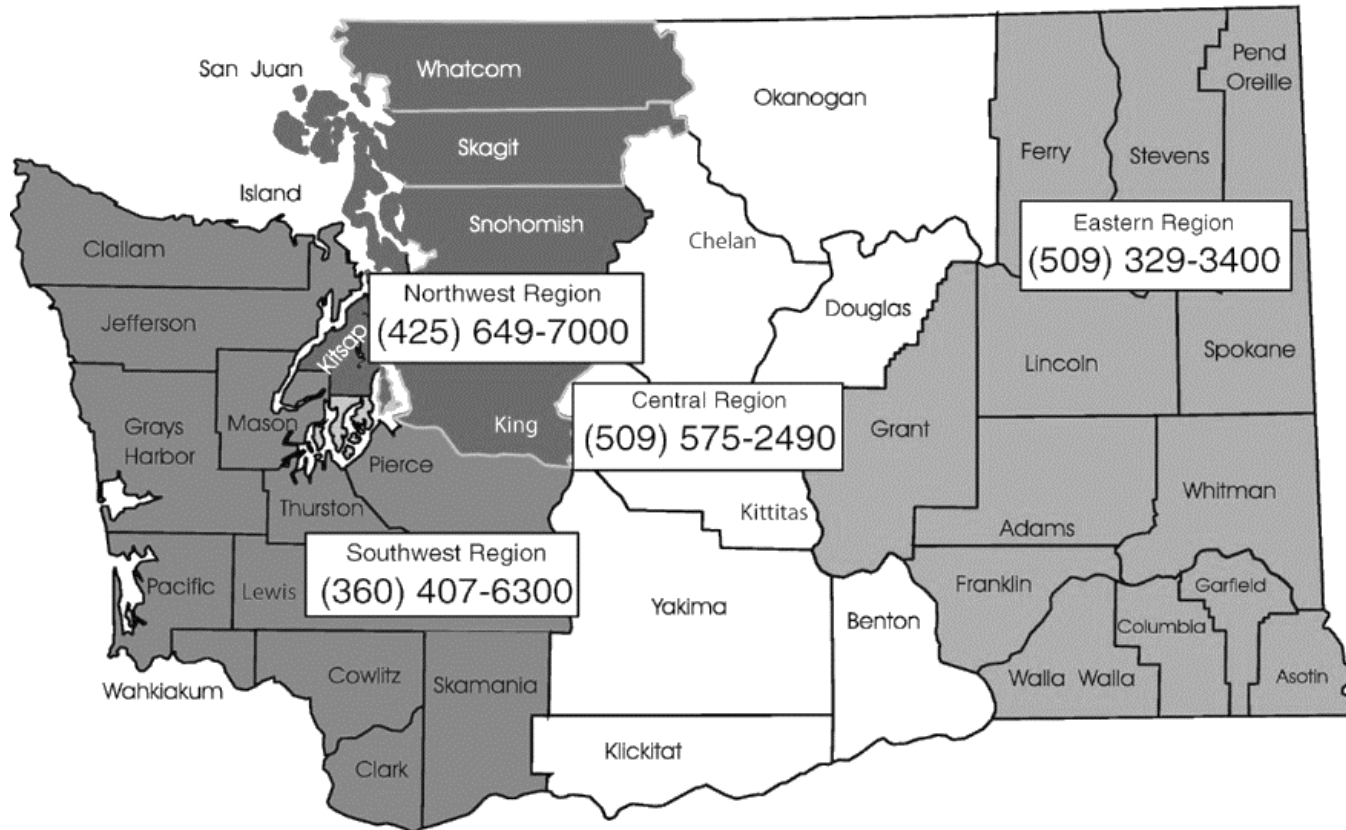 San Juan
Whatcom
Okanogan
Pend
Oreille
Skagit
Ferry
Stevens
Island
Snohomish
Chelan
Clallam
Eastern Region
(509) 329-3400
Northwest Region
(425) 649-7000
Douglas
Jefferson
Kitsap
Lincoln
Spokane
Central Region
(509) 575-2490
Grays
Harbor
Mason
King
Grant
Pierce
Whitman
Thurston
Kittitas
Adams
Southwest Region
(360) 407-6300
Pacific
Lewis
Yakima
Benton
Franklin
Garfield
Columbia
Wahkiakum
Cowlitz
Skamania
Walla Walla
Asotin
Klickitat
Clark